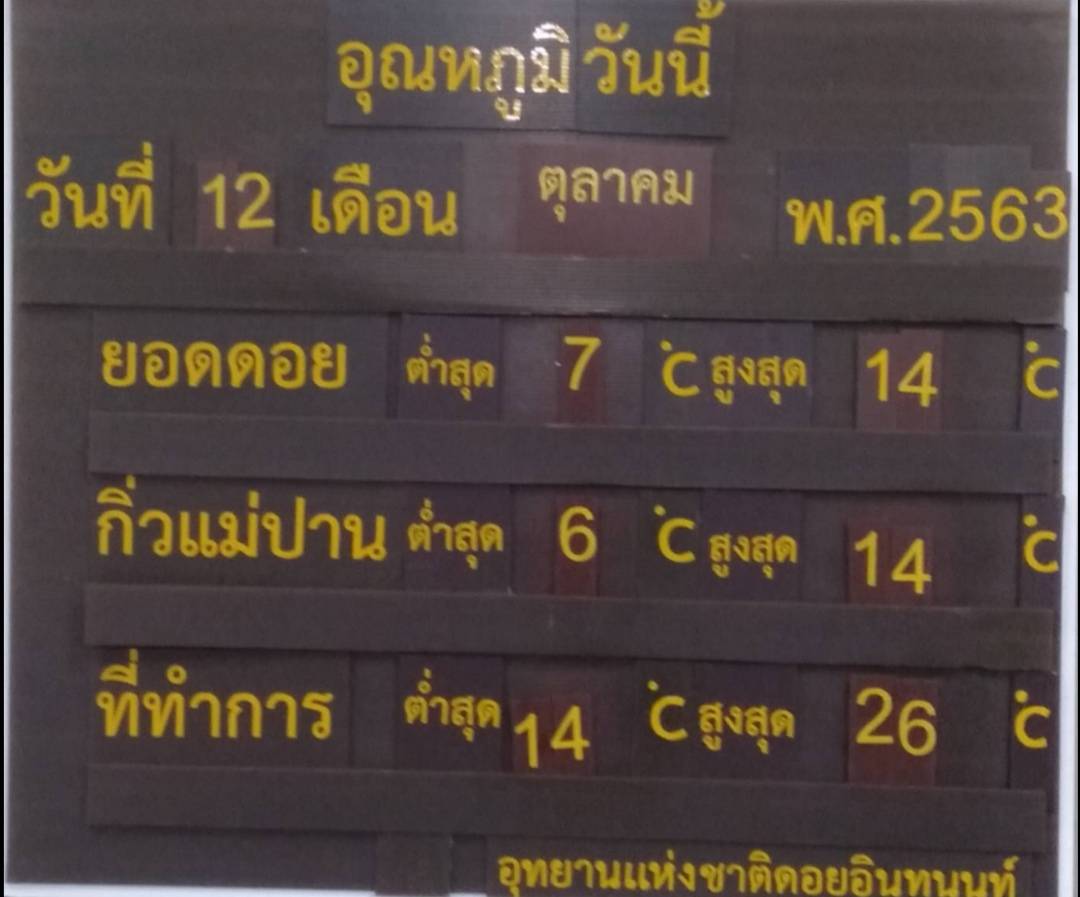 อุณหภูมิ วันนี้
วันที่ 12 เดือน ตุลาคม พ.ศ.2563
ยอดดอย ต่ำสุด 7 °C สูงสุด 14 °C
กิ่วแม่ปาน ต่ำสุด 6 °C สูงสุด 14 °C
ที่ทำการ ต่ำสุด 14 °C สูงสุด 26 °C
อุทยานแห่งชาติดอยอินทนนท์